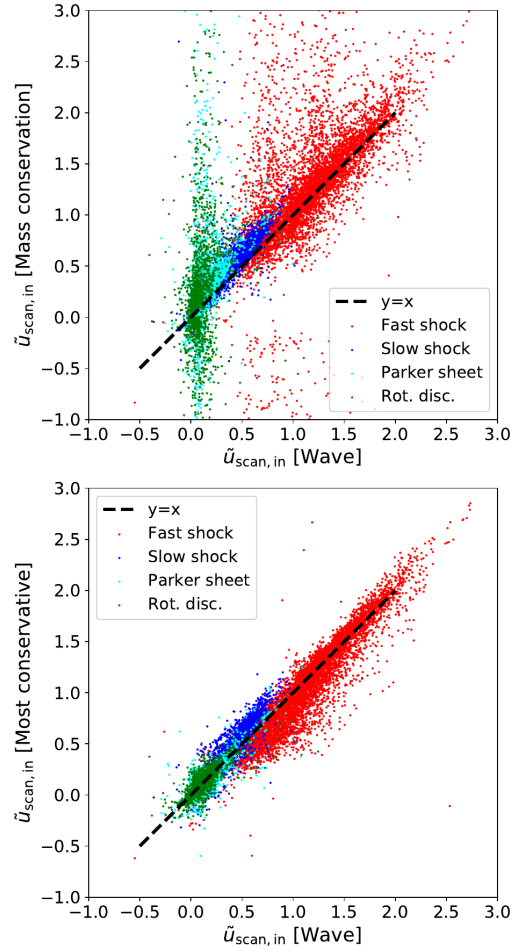 3.0
2.5
2.0
1.5
1.0
0.5
0.0
−0.5
−1.0
ũscan, in [Mass conservation]
y=x
Fast shock
Slow shock
Parker sheet
Rot. disc.
−1.0 −0.5 0.0 0.5 1.0 1.5 2.0 2.5 3.0
ũscan, in [Wave]
3.0
2.5
2.0
1.5
1.0
0.5
0.0
−0.5
−1.0
ũscan, in [Most conservative]
y=x
Fast shock
Slow shock
Parker sheet
Rot. disc.
−1.0 −0.5 0.0 0.5 1.0 1.5 2.0 2.5 3.0
ũscan, in [Wave]